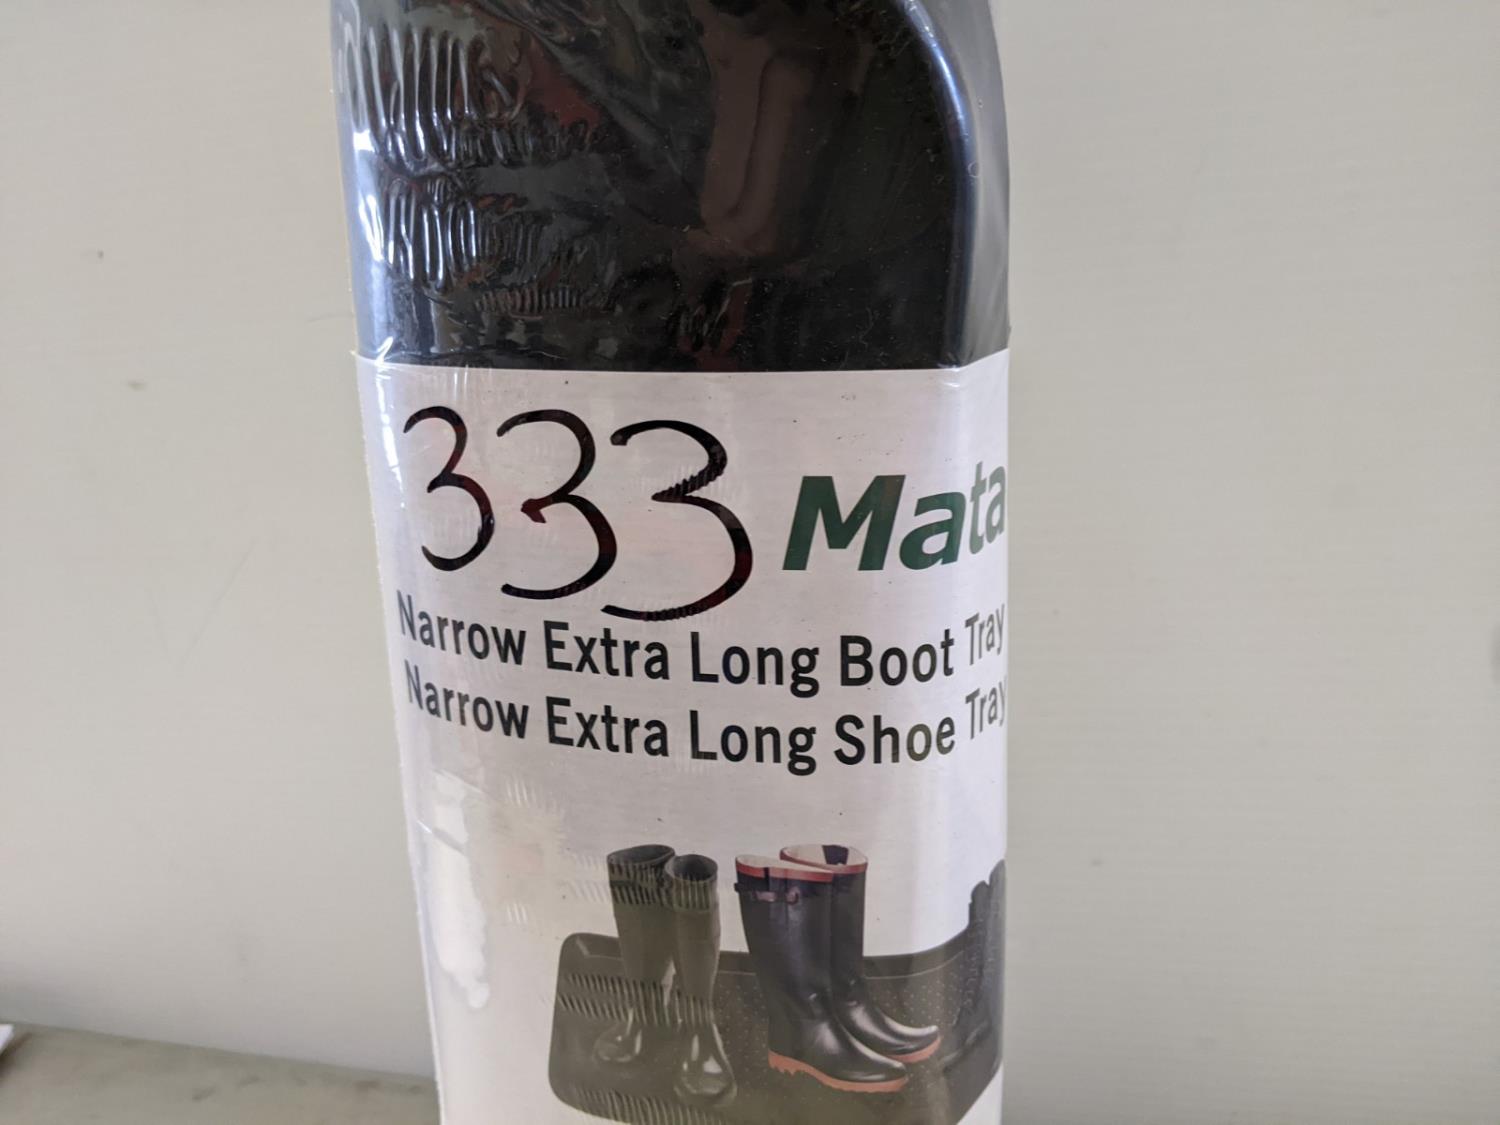 333 Mata
Narrow Extra Long Boot Tray
Narrow Extra Long Shoe Tray